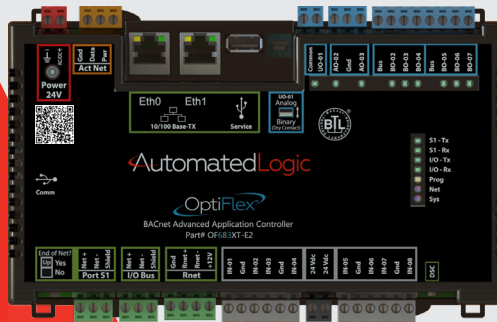 ACDC+
Power
24V
Gnd
Data
Pwr
Act Net
Eth0
Eth1
10/100 Base-TX
Service
UO-01
Analog
Binary
(Dry Contact)
Common
UO-01
AO-02
Gnd
AO-03
Bus
BO-02
BO-03
BO-04
Bus
BO-05
BO-06
BO-07
BTL
Comm
S1 - Tx
S1 - Rx
I/O - Tx
I/O - Rx
Prog
Net
Sys
AutomatedLogic
OptiFlex
BACnet Advanced Application Controller
Part# OF683XT-E2
End of Net?
Up Yes
No
Net +
Net -
Shield
Port S1
Net +
Net -
Shield
I/O Bus
Gnd
Rnet +
Rnet -
+12V
Rnet
IN-01
Gnd
IN-02
IN-03
Gnd
IN-04
24 Vdc
24 Vdc
IN-05
Gnd
IN-06
IN-07
Gnd
IN-08
DSC